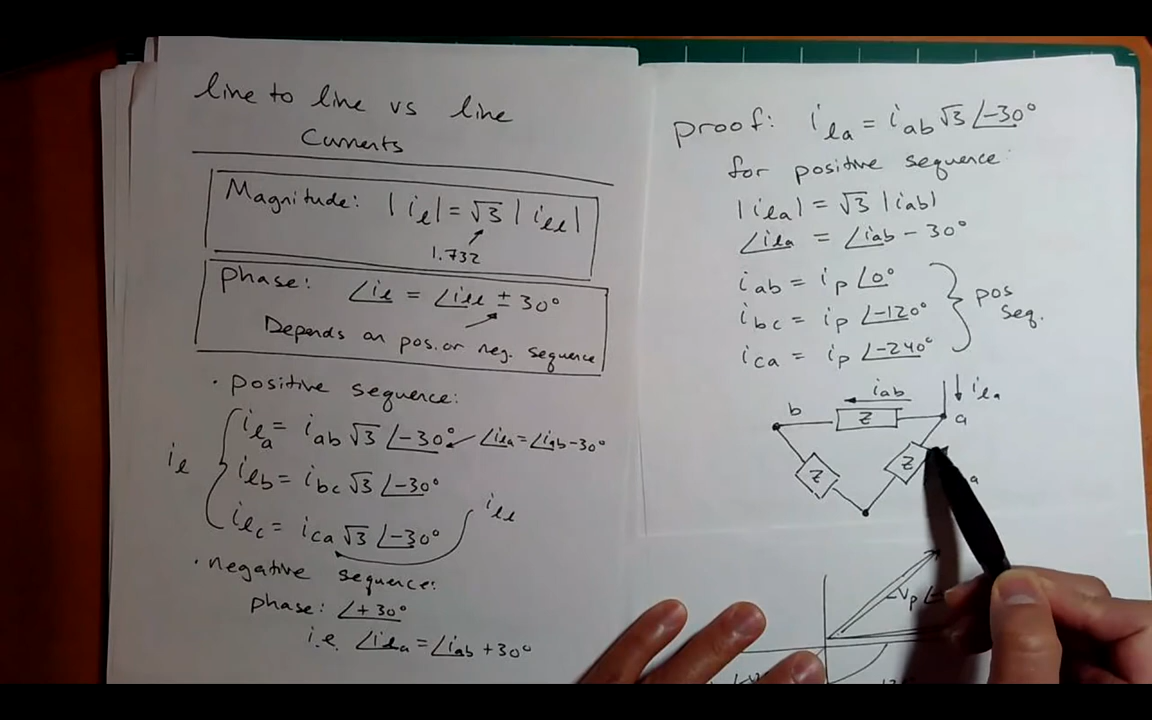 line to line vs line
Currents
Magnitude: |iℓ| = √3 |iℓℓ|
1.732
phase: ∠iℓ = ∠iℓℓ ± 30°
Depends on pos. or neg. sequence
· positive sequence:
iℓa = iab √3 ∠-30° ∠iℓa = ∠iab - 30°
iℓ
iℓb = ibc √3 ∠-30°
iℓℓ
iℓc = ica √3 ∠-30°
· negative sequence:
phase: ∠+30°
i.e. ∠iℓa = ∠iab + 30°
proof: iℓa = iab √3 ∠-30°
for positive sequence:
|iℓa| = √3 |iab|
∠iℓa = ∠iab - 30°
iab = ip ∠0°
ibc = ip ∠-120°
ica = ip ∠-240°
pos
seq.
iab
iℓa
b
Z
a
Z
Z
a